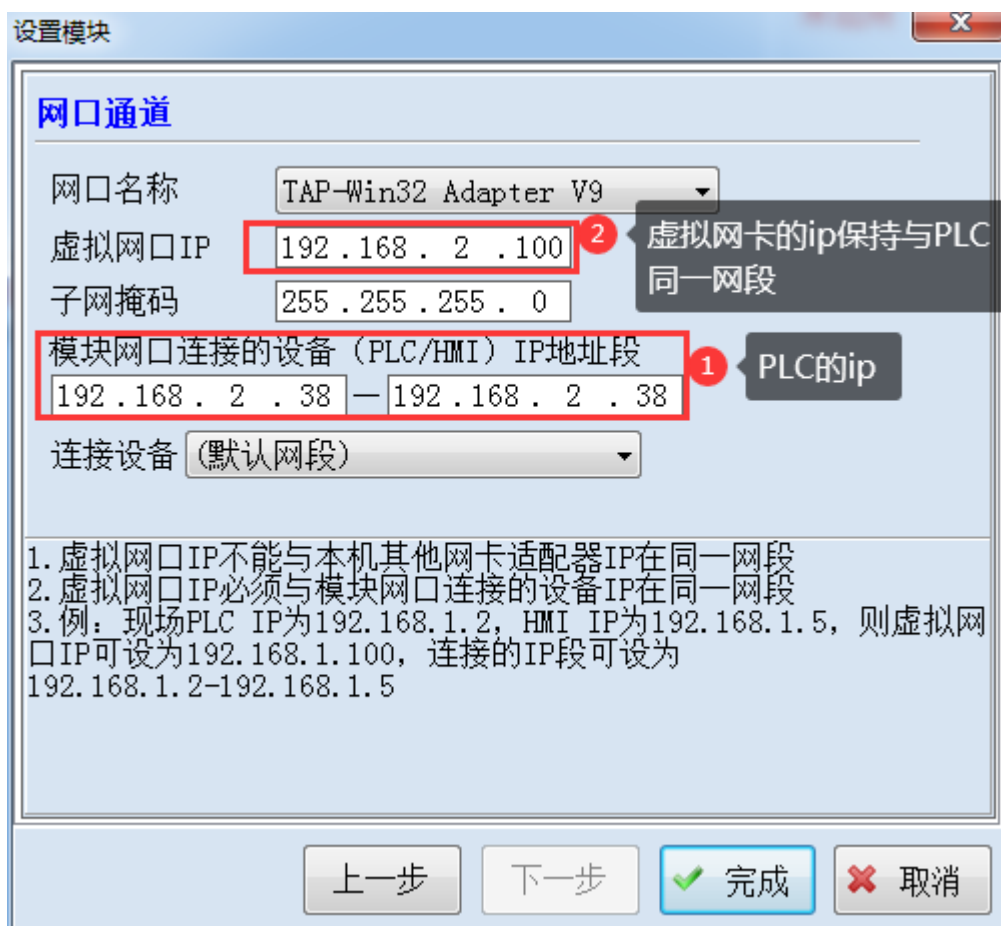 设置模块
网口通道
网口名称 TAP-Win32 Adapter V9
虚拟网口IP 192 . 168 . 2 . 100
2 虚拟网卡的ip保持与PLC
同一网段
子网掩码 255 . 255 . 255 . 0
模块网口连接的设备（PLC/HMI）IP地址段
192 . 168 . 2 . 38 — 192 . 168 . 2 . 38
1 PLC的ip
连接设备 (默认网段)
1.虚拟网口IP不能与本机其他网卡适配器IP在同一网段
2.虚拟网口IP必须与模块网口连接的设备IP在同一网段
3.例：现场PLC IP为192.168.1.2，HMI IP为192.168.1.5，则虚拟网
口IP可设为192.168.1.100，连接的IP段可设为
192.168.1.2-192.168.1.5
上一步 下一步 完成 取消